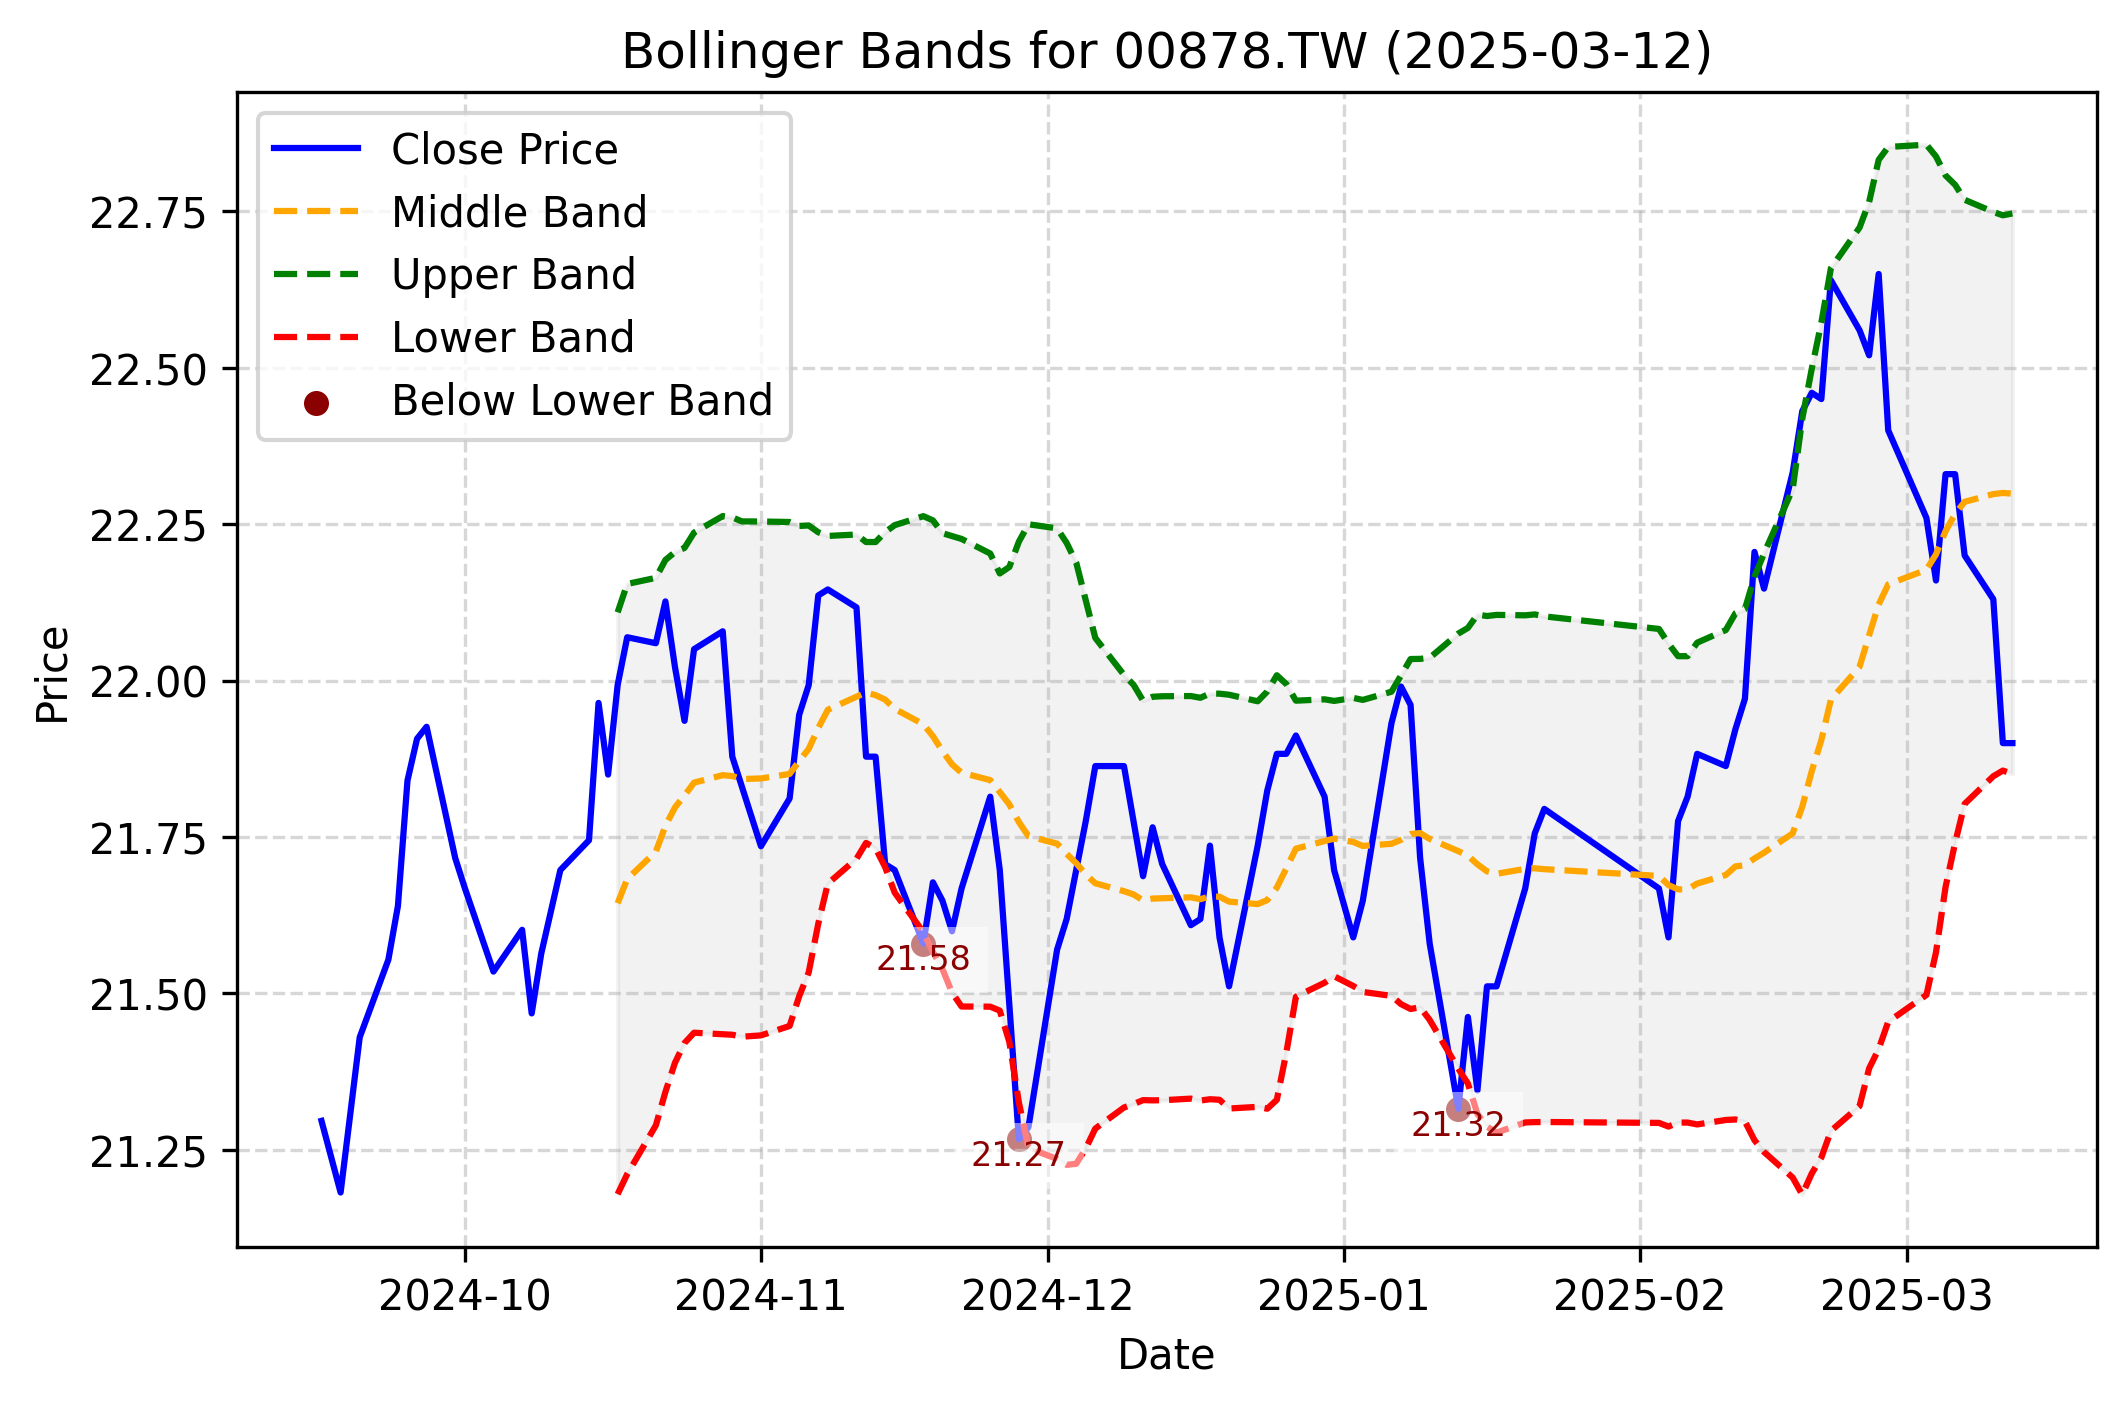 Bollinger Bands for 00878.TW (2025-03-12)
Close Price
Middle Band
Upper Band
Lower Band
Below Lower Band
Price
22.75
22.50
22.25
22.00
21.75
21.50
21.25
21.58
21.27
21.32
2024-10
2024-11
2024-12
2025-01
2025-02
2025-03
Date